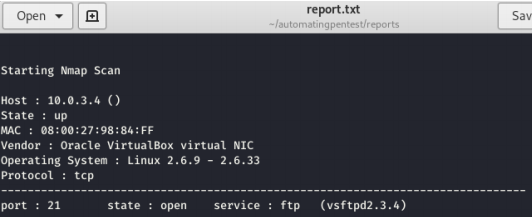 Open
report.txt
Sav
~/automatingpentest/reports
Starting Nmap Scan
Host : 10.0.3.4 ()
State : up
MAC : 08:00:27:98:84:FF
Vendor : Oracle VirtualBox virtual NIC
Operating System : Linux 2.6.9 - 2.6.33
Protocol : tcp
----------------------------------------------------------------------
port : 21 state : open service : ftp (vsftpd2.3.4)